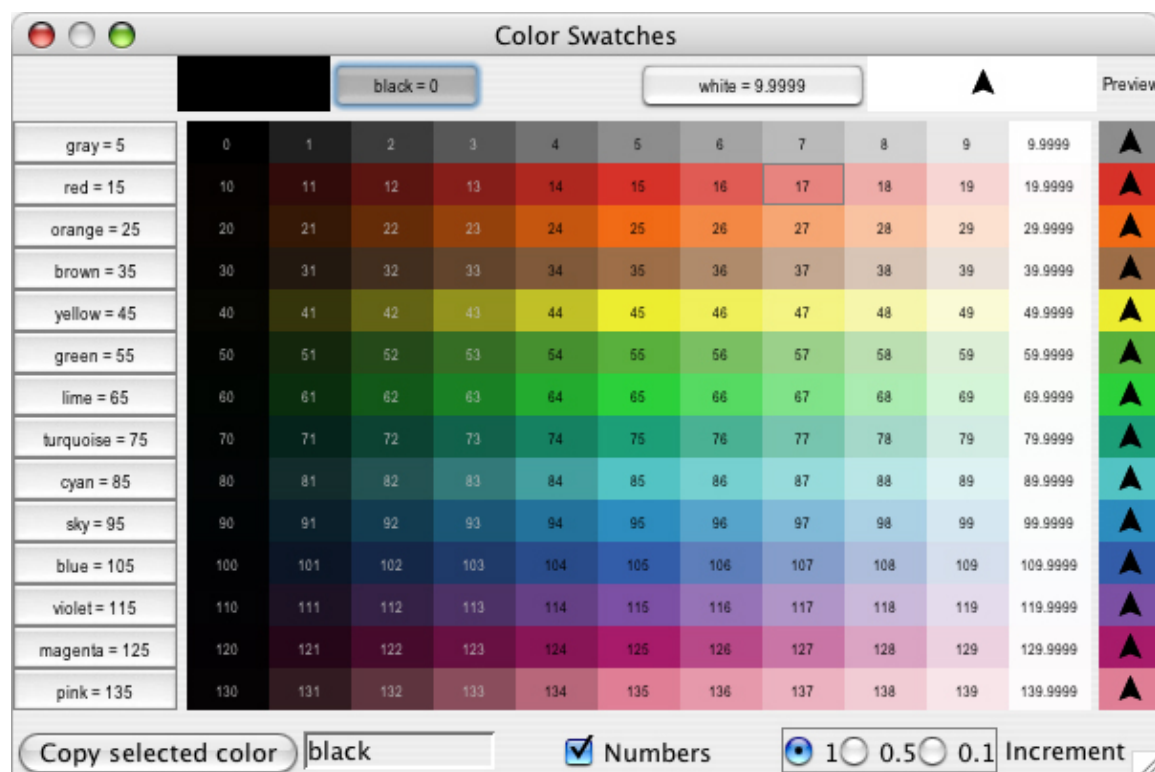 Color Swatches
black = 0 white = 9.9999 Preview
gray = 5 0 1 2 3 4 5 6 7 8 9 9.9999
red = 15 10 11 12 13 14 15 16 17 18 19 19.9999
orange = 25 20 21 22 23 24 25 26 27 28 29 29.9999
brown = 35 30 31 32 33 34 35 36 37 38 39 39.9999
yellow = 45 40 41 42 43 44 45 46 47 48 49 49.9999
green = 55 50 51 52 53 54 55 56 57 58 59 59.9999
lime = 65 60 61 62 63 64 65 66 67 68 69 69.9999
turquoise = 75 70 71 72 73 74 75 76 77 78 79 79.9999
cyan = 85 80 81 82 83 84 85 86 87 88 89 89.9999
sky = 95 90 91 92 93 94 95 96 97 98 99 99.9999
blue = 105 100 101 102 103 104 105 106 107 108 109 109.9999
violet = 115 110 111 112 113 114 115 116 117 118 119 119.9999
magenta = 125 120 121 122 123 124 125 126 127 128 129 129.9999
pink = 135 130 131 132 133 134 135 136 137 138 139 139.9999
Copy selected color black Numbers 1 0.5 0.1 Increment